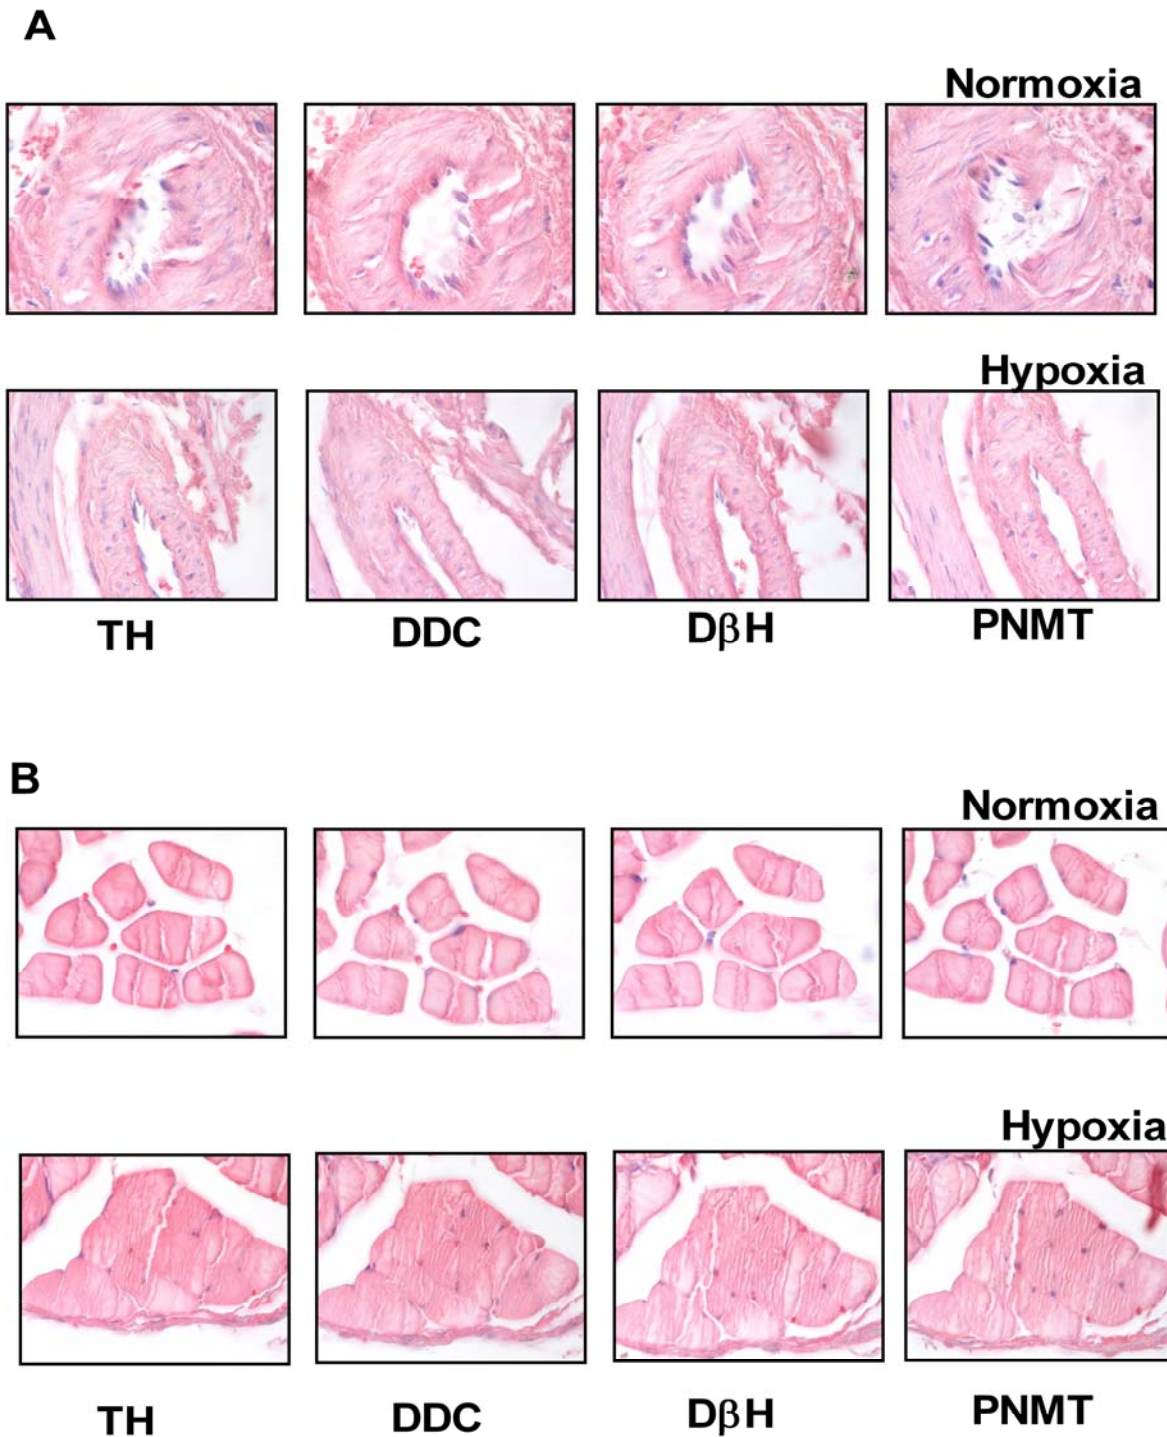 A
Normoxia
Hypoxia
TH DDC DβH PNMT
B
Normoxia
Hypoxia
TH DDC DβH PNMT